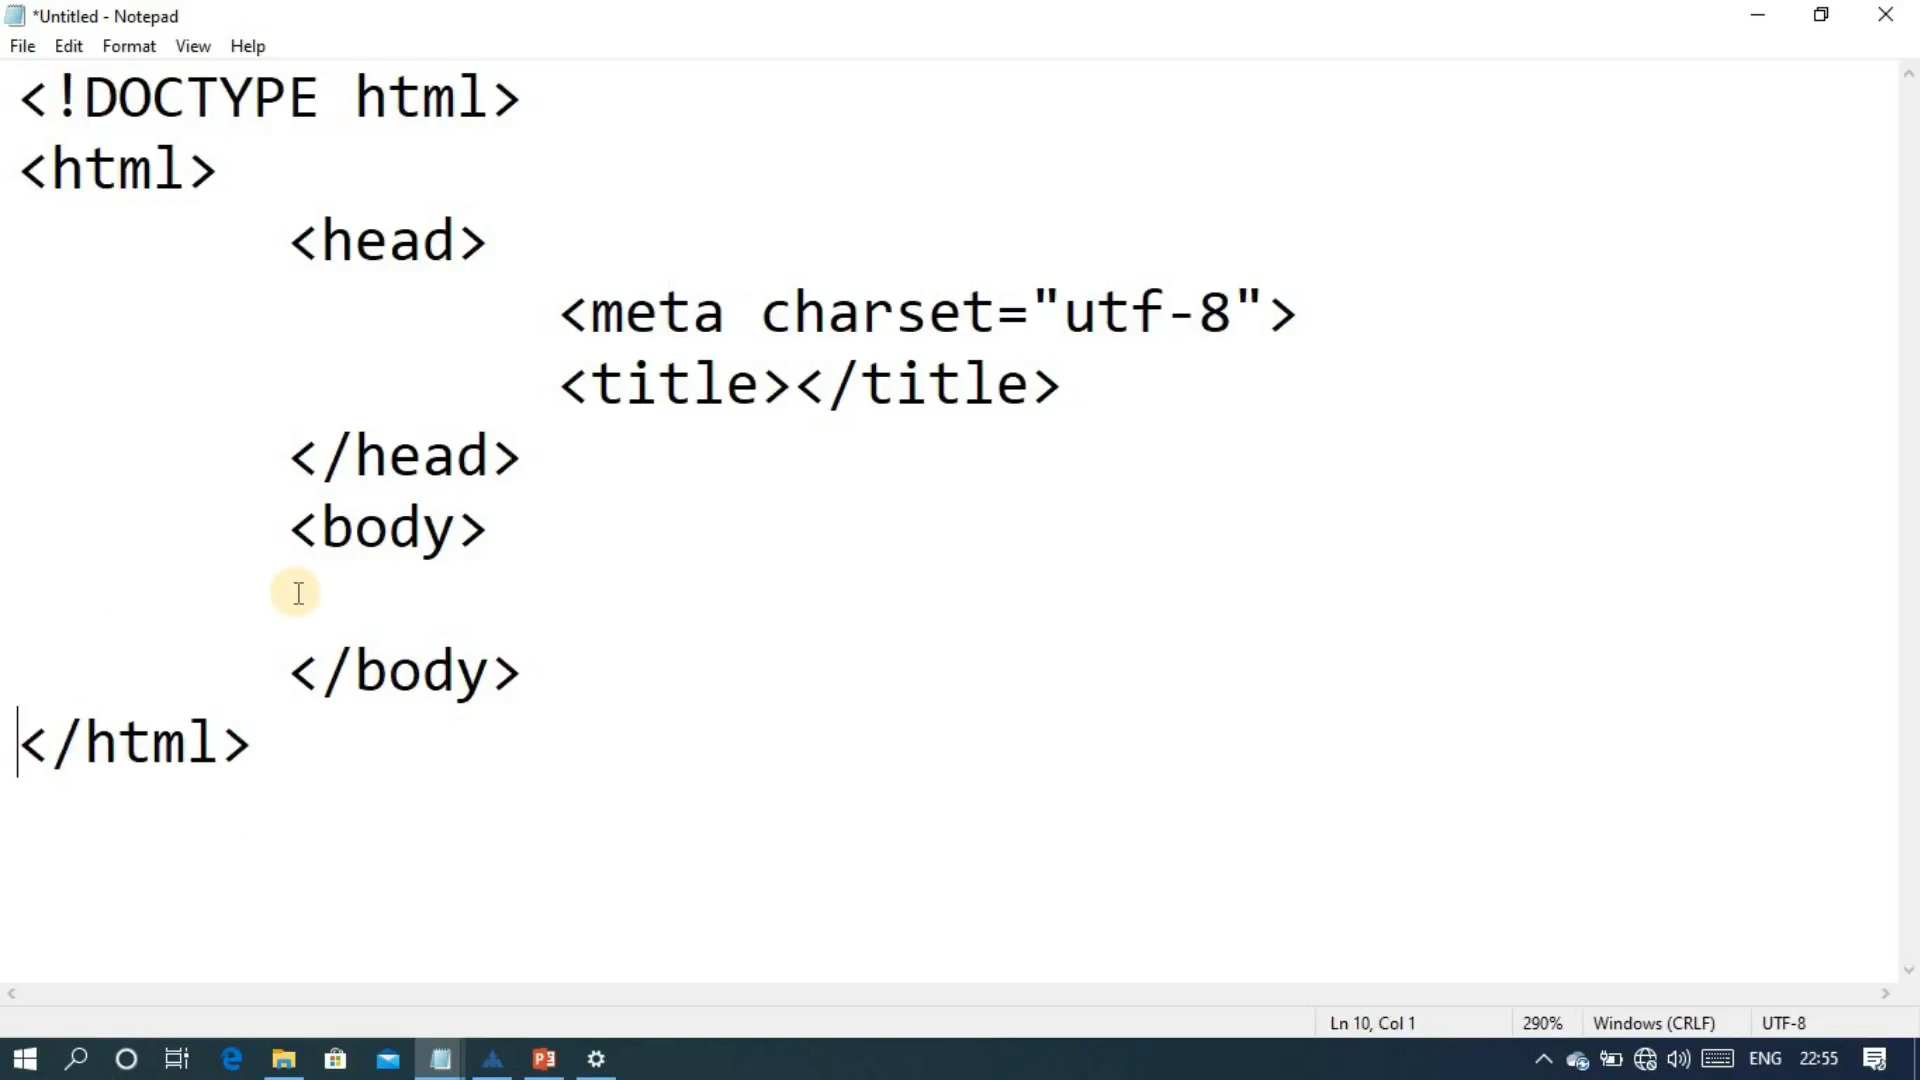 *Untitled - Notepad
File Edit Format View Help
<!DOCTYPE html>
<html>
<head>
<meta charset="utf-8">
<title></title>
</head>
<body>
</body>
</html>
Ln 10, Col 1 290% Windows (CRLF) UTF-8
ENG 22:55